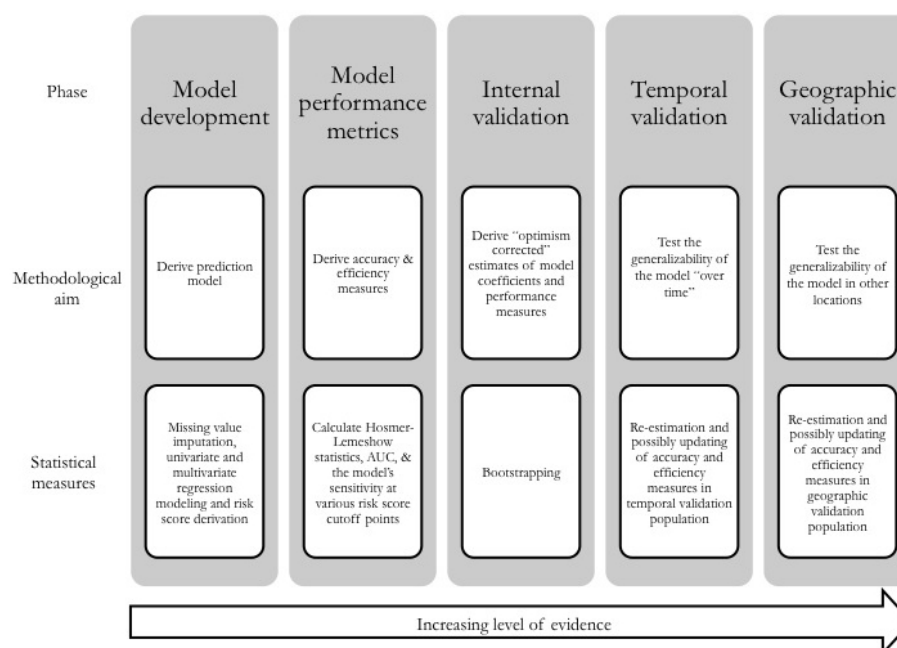 Phase
Model
development
Model
performance
metrics
Internal
validation
Temporal
validation
Geographic
validation
Methodological
aim
Derive prediction
model
Derive accuracy &
efficiency
measures
Derive “optimism
corrected”
estimates of model
coefficients and
performance
measures
Test the
generalizability of
the model “over
time”
Test the
generalizability of
the model in other
locations
Statistical
measures
Missing value
imputation,
univariate and
multivariate
regression
modeling and risk
score derivation
Calculate Hosmer-
Lemeshow
statistics, AUC, &
the model’s
sensitivity at
various risk score
cutoff points
Bootstrapping
Re-estimation and
possibly updating
of accuracy and
efficiency
measures in
temporal validation
population
Re-estimation and
possibly updating
of accuracy and
efficiency
measures in
geographic
validation
population
Increasing level of evidence